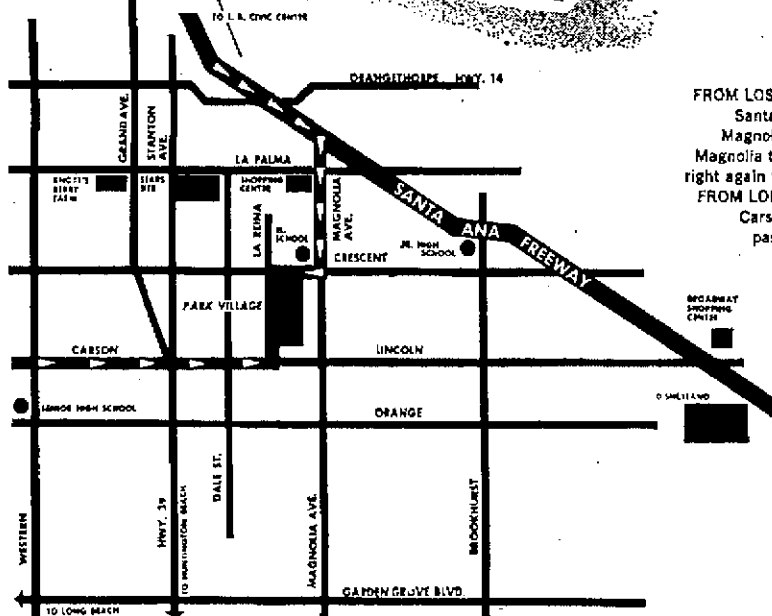 TO L. A. CIVIC CENTER
ORANGETHORPE, HWY. 14
GRAND AVE.
STANTON
AVE.
FROM LOS
Santa
Magnol
Magnolia t
right again
FROM LO
Cars
pas
LA PALMA
KNOTT'S
BERRY
FARM
SEARS
SHOPPING
CENTER
LA REINA
MAGNOLIA
AVE.
SANTA
ANA
FREEWAY
SCHOOL
JR. HIGH
SCHOOL
CRESCENT
PARK VILLAGE
BROADWAY
SHOPPING
CENTER
CARSON
LINCOLN
SENIOR HIGH SCHOOL
ORANGE
WESTERN
HWY. 39
TO HUNTINGTON BEACH
DALE ST.
MAGNOLIA AVE.
BROOKHURST
GARDEN GROVE BLVD.
TO LONG BEACH